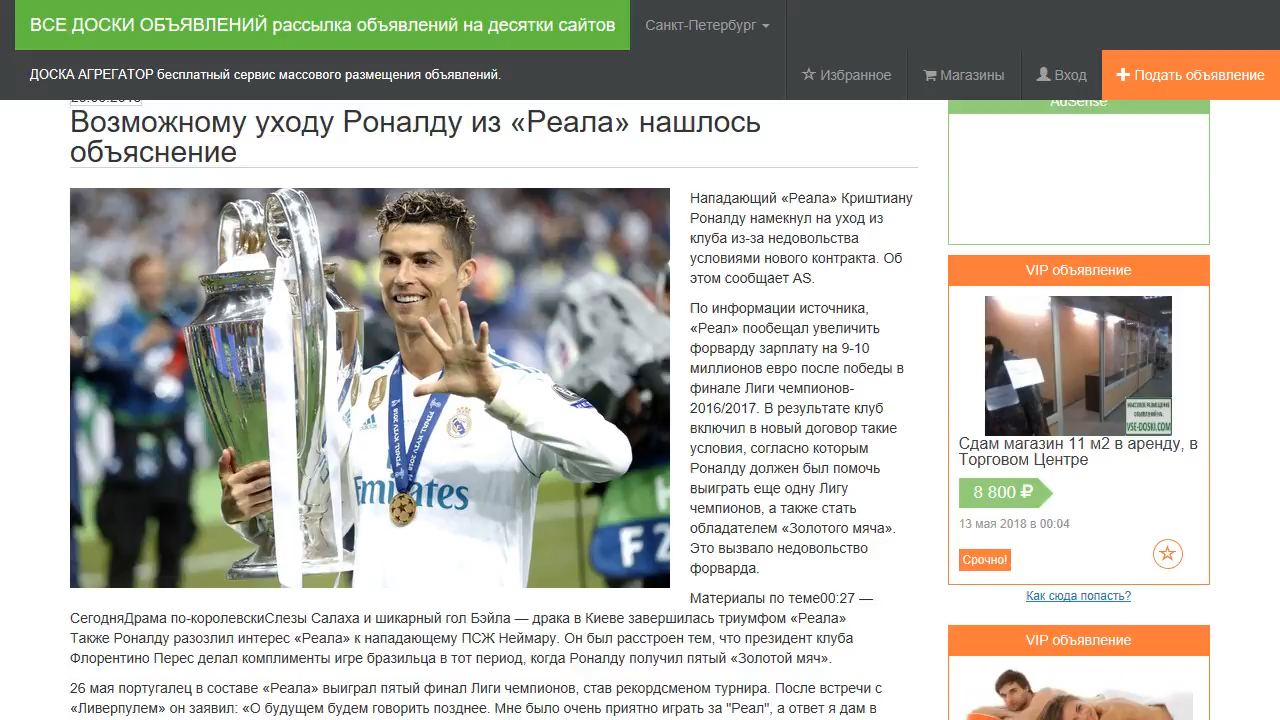 ВСЕ ДОСКИ ОБЪЯВЛЕНИЙ рассылка объявлений на десятки сайтов
Санкт-Петербург
ДОСКА АГРЕГАТОР бесплатный сервис массового размещения объявлений.
Избранное
Магазины
Вход
Подать объявление
Возможному уходу Роналду из «Реала» нашлось
объяснение
Нападающий «Реала» Криштиану
Роналду намекнул на уход из
клуба из-за недовольства
условиями нового контракта. Об
этом сообщает AS.
По информации источника,
«Реал» пообещал увеличить
форварду зарплату на 9-10
миллионов евро после победы в
финале Лиги чемпионов-
2016/2017. В результате клуб
включил в новый договор такие
условия, согласно которым
Роналду должен был помочь
выиграть еще одну Лигу
чемпионов, а также стать
обладателем «Золотого мяча».
Это вызвало недовольство
форварда.
Материалы по теме00:27 —
СегодняДрама по-королевскиСлезы Салаха и шикарный гол Бэйла — драка в Киеве завершилась триумфом «Реала»
Также Роналду разозлил интерес «Реала» к нападающему ПСЖ Неймару. Он был расстроен тем, что президент клуба
Флорентино Перес делал комплименты игре бразильца в тот период, когда Роналду получил пятый «Золотой мяч».
26 мая португалец в составе «Реала» выиграл пятый финал Лиги чемпионов, став рекордсменом турнира. После встречи с
«Ливерпулем» он заявил: «О будущем будем говорить позднее. Мне было очень приятно играть за "Реал", а ответ я дам в
Emirates
AdSense
VIP объявление
МАССОВОЕ РАЗМЕЩЕНИЕ
ОБЪЯВЛЕНИЙ НА
VSE-DOSKI.COM
Сдам магазин 11 м2 в аренду, в
Торговом Центре
8 800 ₽
13 мая 2018 в 00:04
Срочно!
Как сюда попасть?
VIP объявление